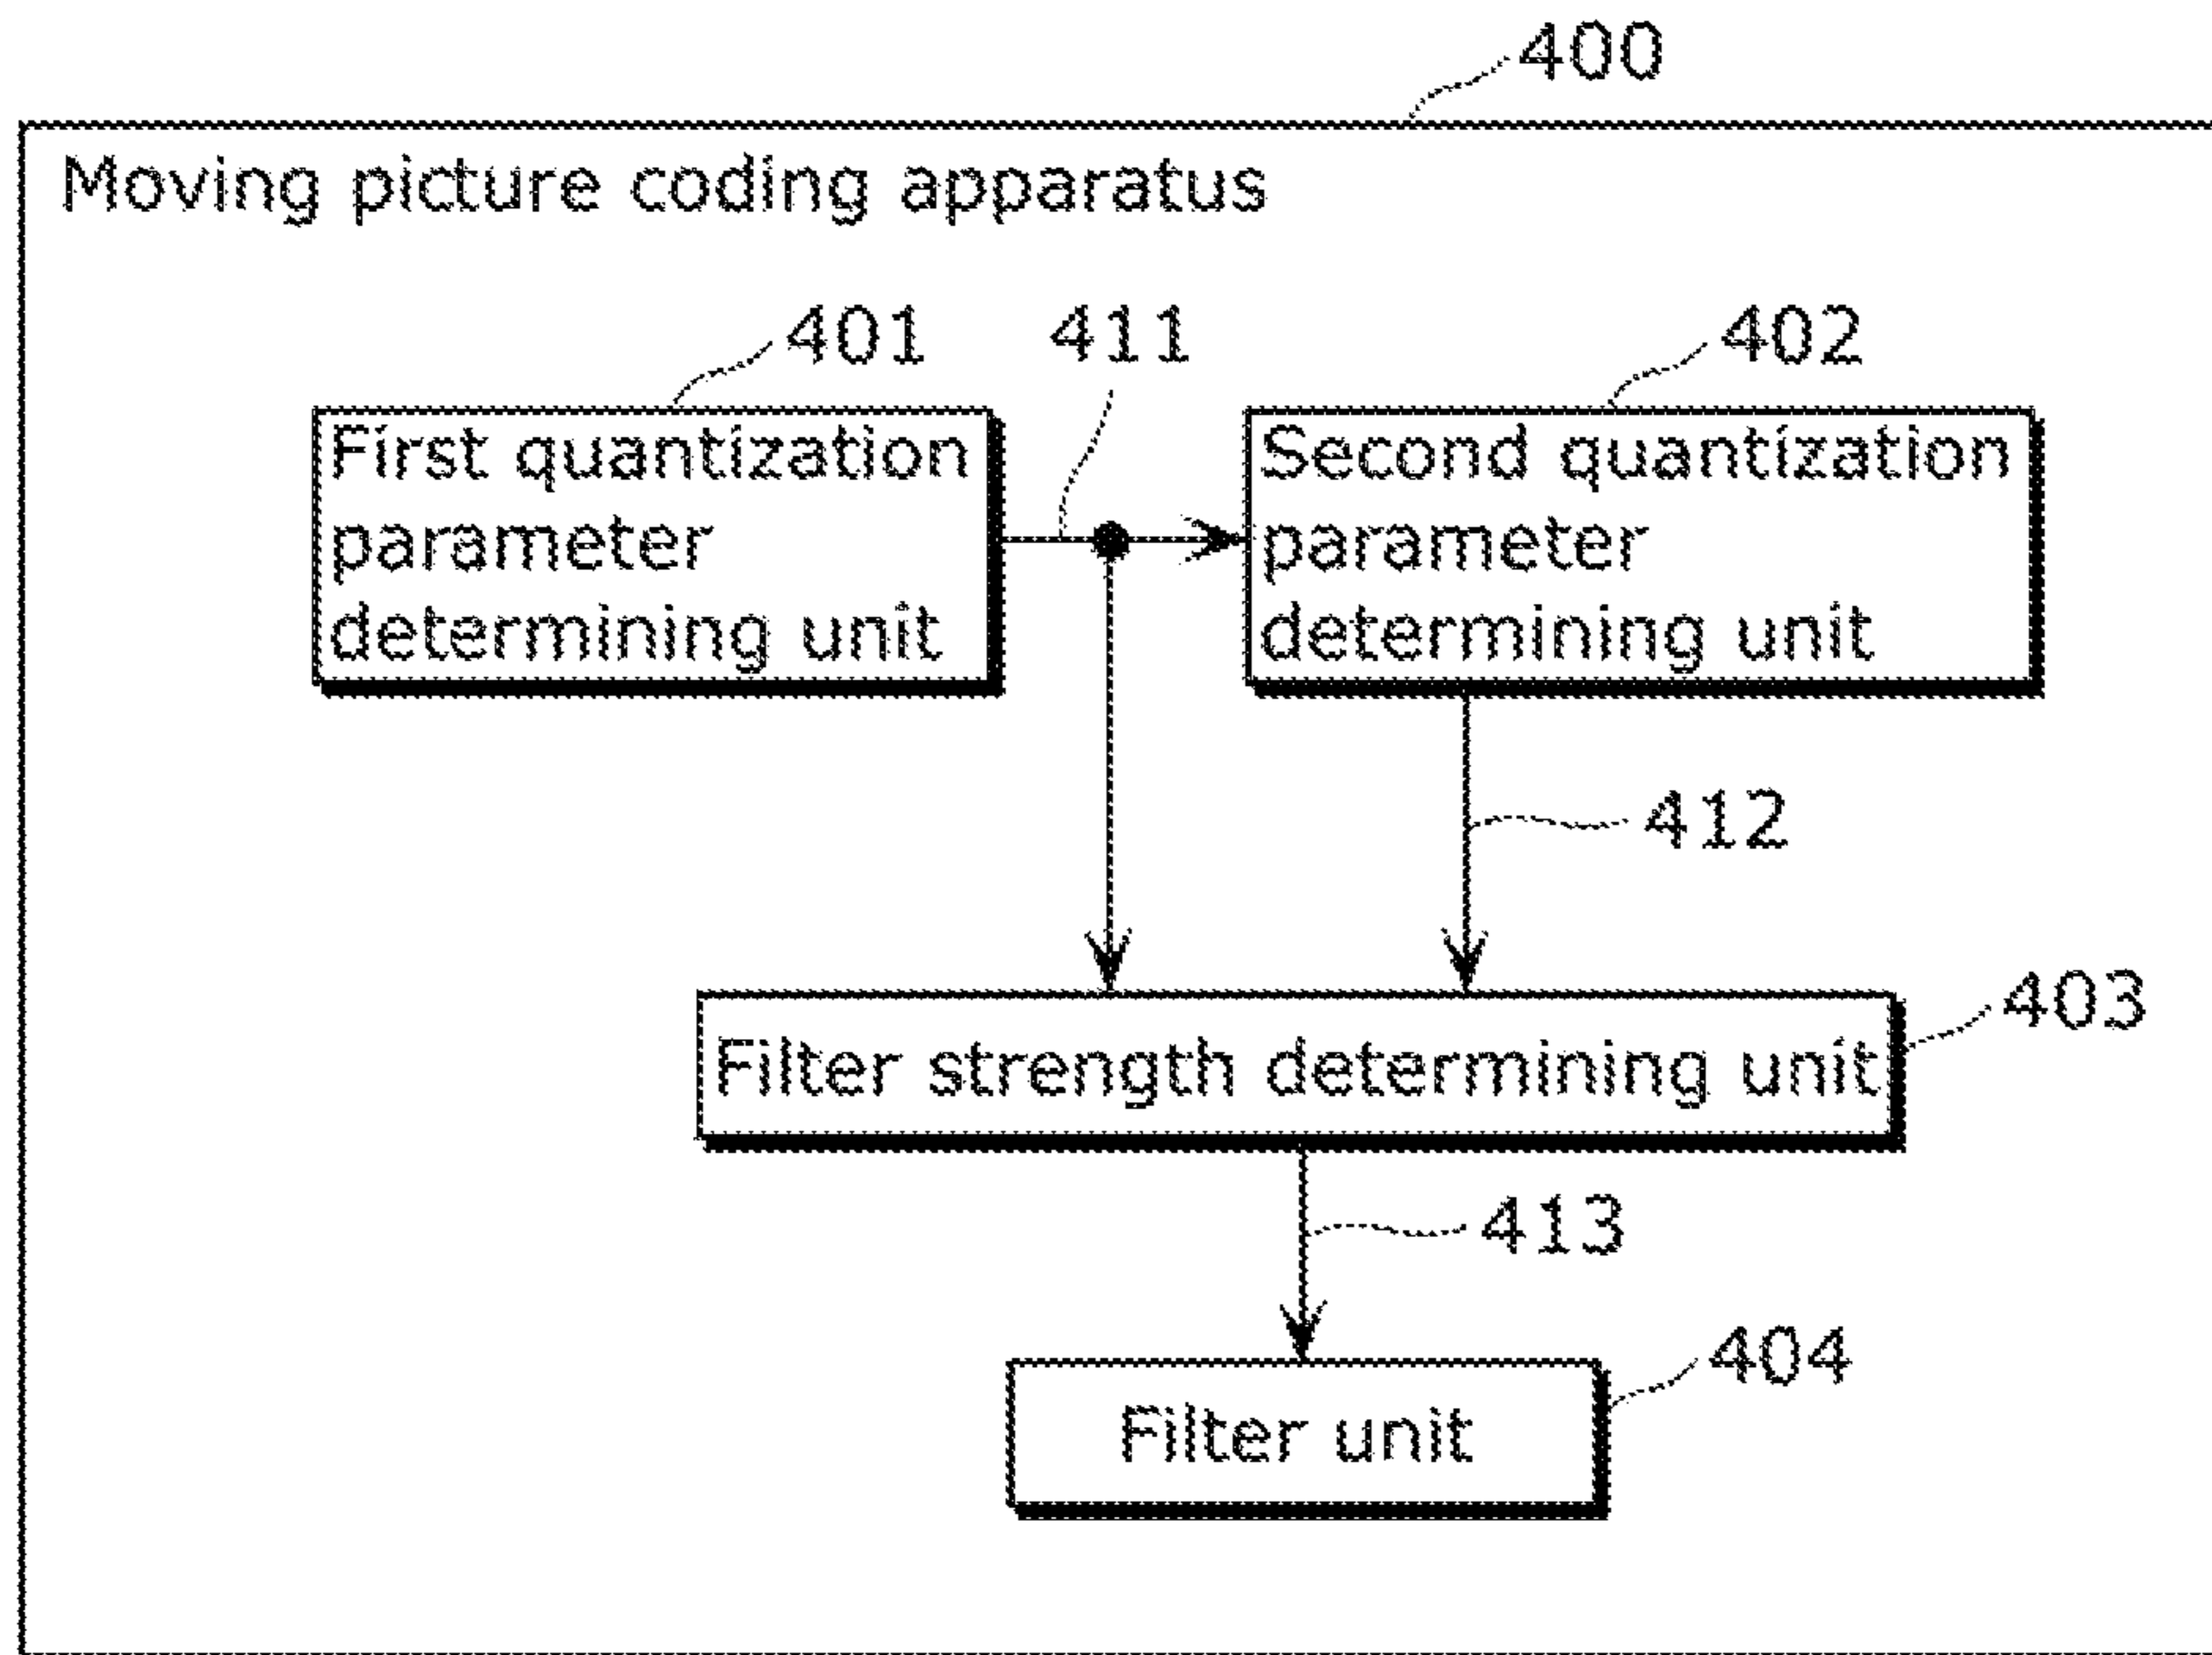 400
Moving picture coding apparatus
401
411
402
First quantization
parameter
determining unit
Second quantization
parameter
determining unit
412
403
Filter strength determining unit
413
404
Filter unit